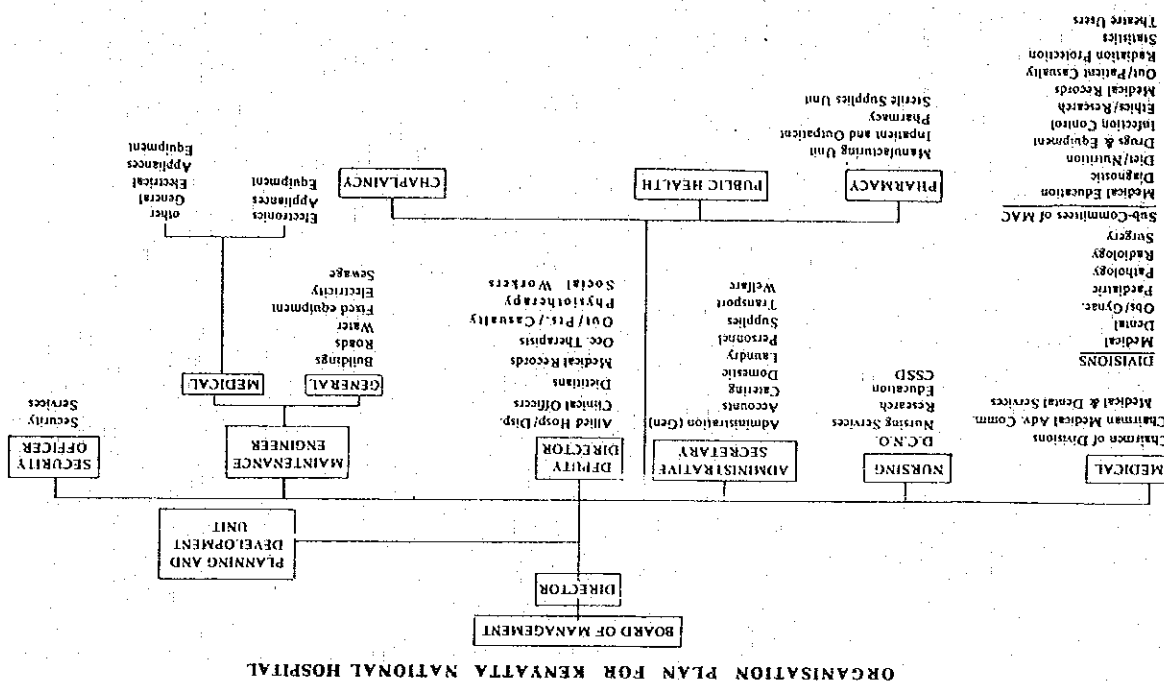 ORGANISATION PLAN FOR KENYATTA NATIONAL HOSPITAL
BOARD OF MANAGEMENT
DIRECTOR
PLANNING AND
DEVELOPMENT
UNIT
MEDICAL
Chairmen of Divisions
Chairman Medical Adv. Comm.
Medical & Dental Services
DIVISIONS
Medical
Dental
Obs/Gynac.
Paediatric
Pathology
Radiology
Surgery
Sub-Committees of MAC
Medical Education
Diagnostic
Diet/Nutrition
Drugs & Equipment
Infection Control
Ethics/Research
Medical Records
Out/Patient Casualty
Radiation Protection
Statistics
Theatre Users
NURSING
D.C.N.O.
Nursing Services
Research
Education
CSSD
ADMINISTRATIVE
SECRETARY
Administration (Gen)
Accounts
Catering
Domestic
Laundry
Personnel
Supplies
Transport
Welfare
DEPUTY
DIRECTOR
Allied Hosp/Disp.
Clinical Officers
Dietitians
Medical Records
Occ. Therapists
Out/Pts./Casualty
Physiotherapy
Social Workers
MAINTENANCE
ENGINEER
GENERAL
Buildings
Roads
Water
Fixed equipment
Electricity
Sewage
MEDICAL
Electronics
Appliances
Equipment
other
General
Electrical
Appliances
Equipment
SECURITY
OFFICER
Security
Services
PHARMACY
Manufacturing Unit
Inpatient and Outpatient
Pharmacy
Sterile Supplies Unit
PUBLIC HEALTH
CHAPLAINCY